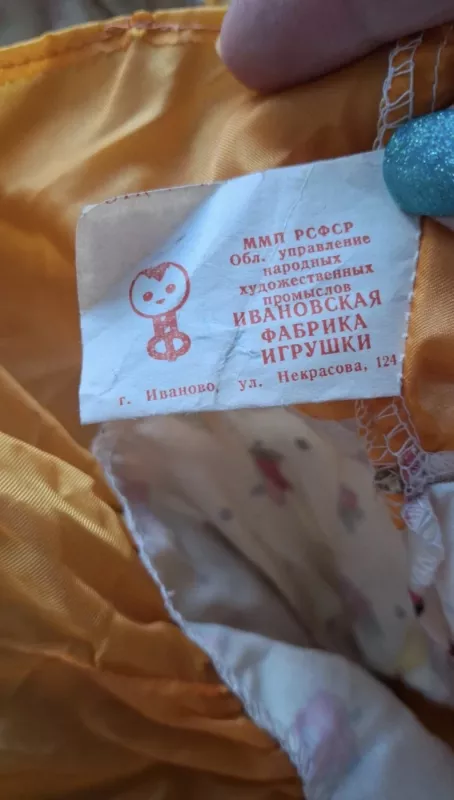 ММП РСФСР
Обл. управление
народных
художественных
промыслов
ИВАНОВСКАЯ
ФАБРИКА
ИГРУШКИ
г. Иваново, ул. Некрасова, 124